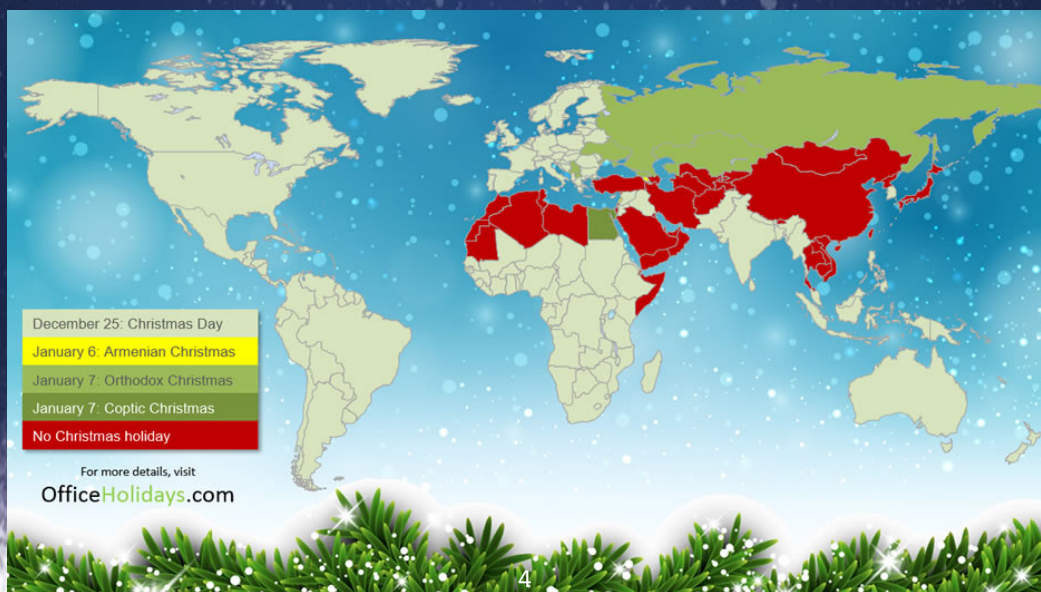 December 25: Christmas Day
January 6: Armenian Christmas
January 7: Orthodox Christmas
January 7: Coptic Christmas
No Christmas holiday
For more details, visit
OfficeHolidays.com
4